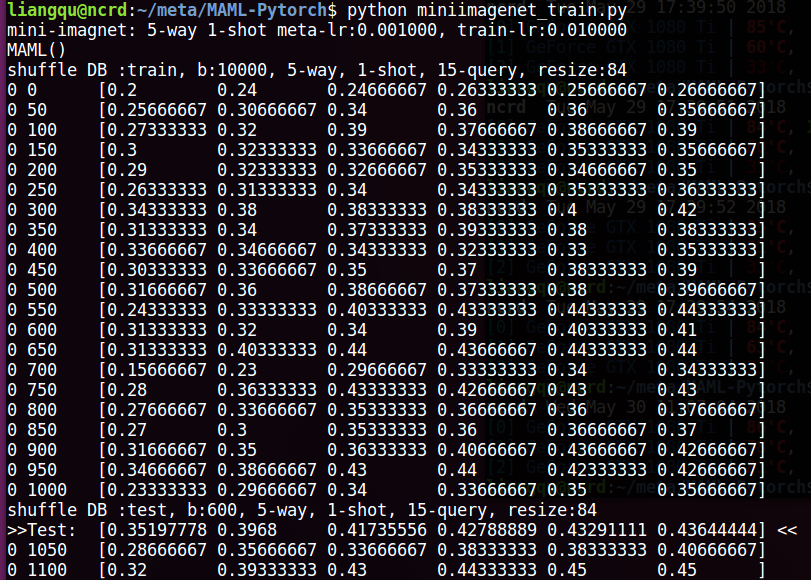 liangqu@ncrd:~/meta/MAML-Pytorch$ python miniimagenet_train.py
mini-imagnet: 5-way 1-shot meta-lr:0.001000, train-lr:0.010000
MAML()
shuffle DB :train, b:10000, 5-way, 1-shot, 15-query, resize:84
0 0 [0.2 0.24 0.24666667 0.26333333 0.25666667 0.26666667]
0 50 [0.25666667 0.30666667 0.34 0.36 0.36 0.35666667]
0 100 [0.27333333 0.32 0.39 0.37666667 0.38666667 0.39 ]
0 150 [0.3 0.32333333 0.33666667 0.34333333 0.35333333 0.35666667]
0 200 [0.29 0.32333333 0.32666667 0.35333333 0.34666667 0.35 ]
0 250 [0.26333333 0.31333333 0.34 0.34333333 0.35333333 0.36333333]
0 300 [0.34333333 0.38 0.38333333 0.38333333 0.4 0.42 ]
0 350 [0.31333333 0.34 0.37333333 0.39333333 0.38 0.38333333]
0 400 [0.33666667 0.34666667 0.34333333 0.32333333 0.33 0.35333333]
0 450 [0.30333333 0.33666667 0.35 0.37 0.38333333 0.39 ]
0 500 [0.31666667 0.36 0.38666667 0.37333333 0.38 0.39666667]
0 550 [0.24333333 0.33333333 0.40333333 0.43333333 0.44333333 0.44333333]
0 600 [0.31333333 0.32 0.34 0.39 0.40333333 0.41 ]
0 650 [0.31333333 0.40333333 0.44 0.43666667 0.44333333 0.44 ]
0 700 [0.15666667 0.23 0.29666667 0.33333333 0.34 0.34333333]
0 750 [0.28 0.36333333 0.43333333 0.42666667 0.43 0.43 ]
0 800 [0.27666667 0.33666667 0.35333333 0.36666667 0.36 0.37666667]
0 850 [0.27 0.3 0.35333333 0.36 0.36666667 0.37 ]
0 900 [0.31666667 0.35 0.36333333 0.40666667 0.43666667 0.42666667]
0 950 [0.34666667 0.38666667 0.43 0.44 0.42333333 0.42666667]
0 1000 [0.23333333 0.29666667 0.34 0.33666667 0.35 0.35666667]
shuffle DB :test, b:600, 5-way, 1-shot, 15-query, resize:84
>>Test: [0.35197778 0.3968 0.41735556 0.42788889 0.43291111 0.43644444] <<
0 1050 [0.28666667 0.35666667 0.33666667 0.38333333 0.38333333 0.40666667]
0 1100 [0.32 0.39333333 0.43 0.44333333 0.45 0.45 ]